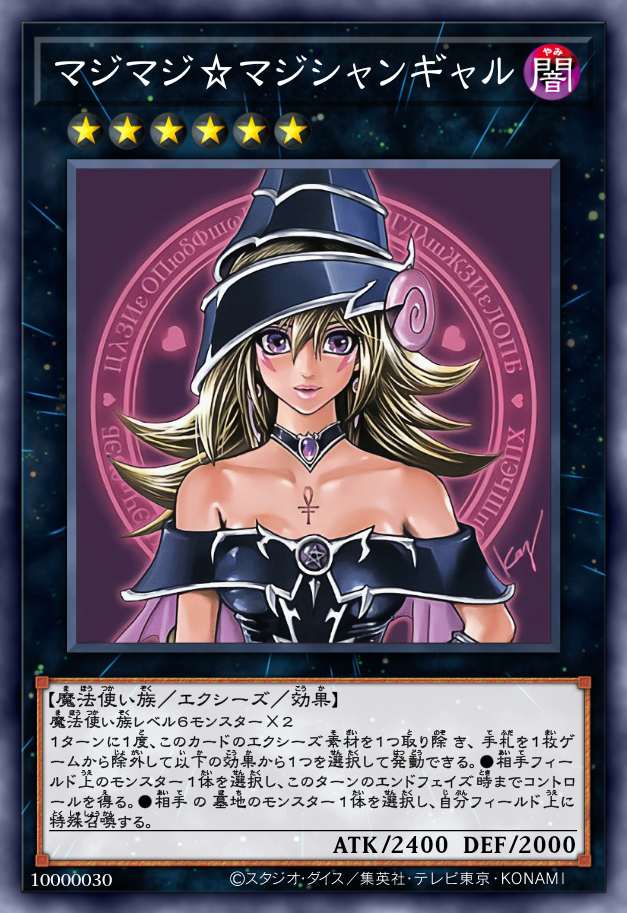 マジマジ☆マジシャンギャル
闇
【魔法使い族／エクシーズ／効果】
魔法使い族レベル6モンスター×2
1ターンに1度、このカードのエクシーズ素材を1つ取り除 き、手札を1枚ゲ
ームから除外して以下の効果から1つを選択して発動できる。●相手フィー
ルド上のモンスター1体を選択し、このターンのエンドフェイズ時までコントロ
ールを得る。●相手 の 墓地のモンスター1体を選択し、自分フィールド上に
特殊召喚する。
ATK/2400 DEF/2000
10000030
©スタジオ・ダイス／集英社・テレビ東京・KONAMI